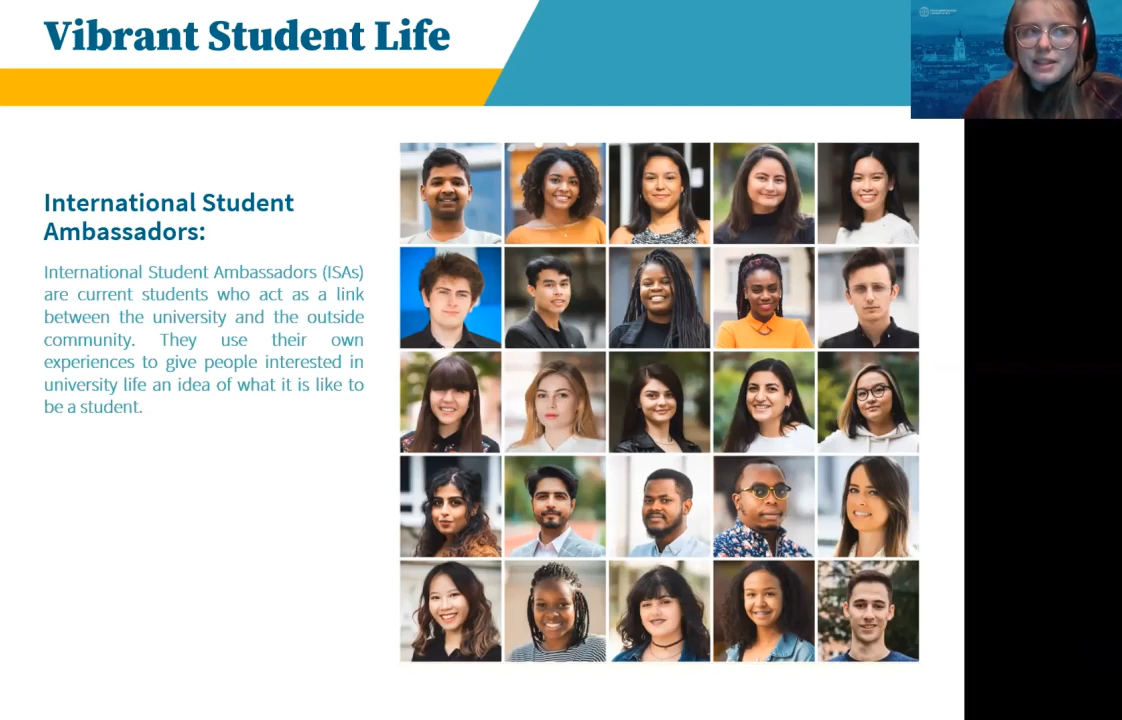 Vibrant Student Life
International Student
Ambassadors:
International Student Ambassadors (ISAs)
are current students who act as a link
between the university and the outside
community. They use their own
experiences to give people interested in
university life an idea of what it is like to
be a student.